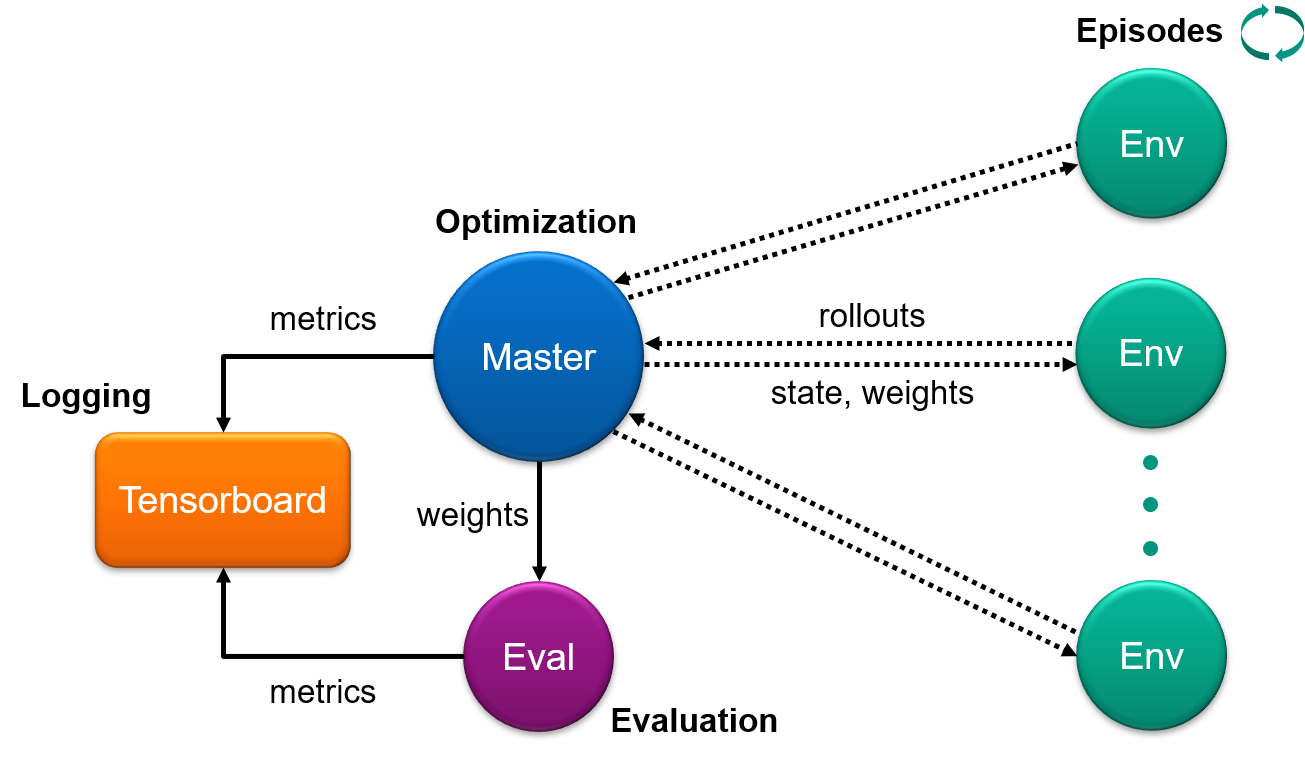 Episodes
Env
Optimization
metrics
Master
rollouts
Env
state, weights
Logging
Tensorboard
weights
Eval
Env
metrics
Evaluation